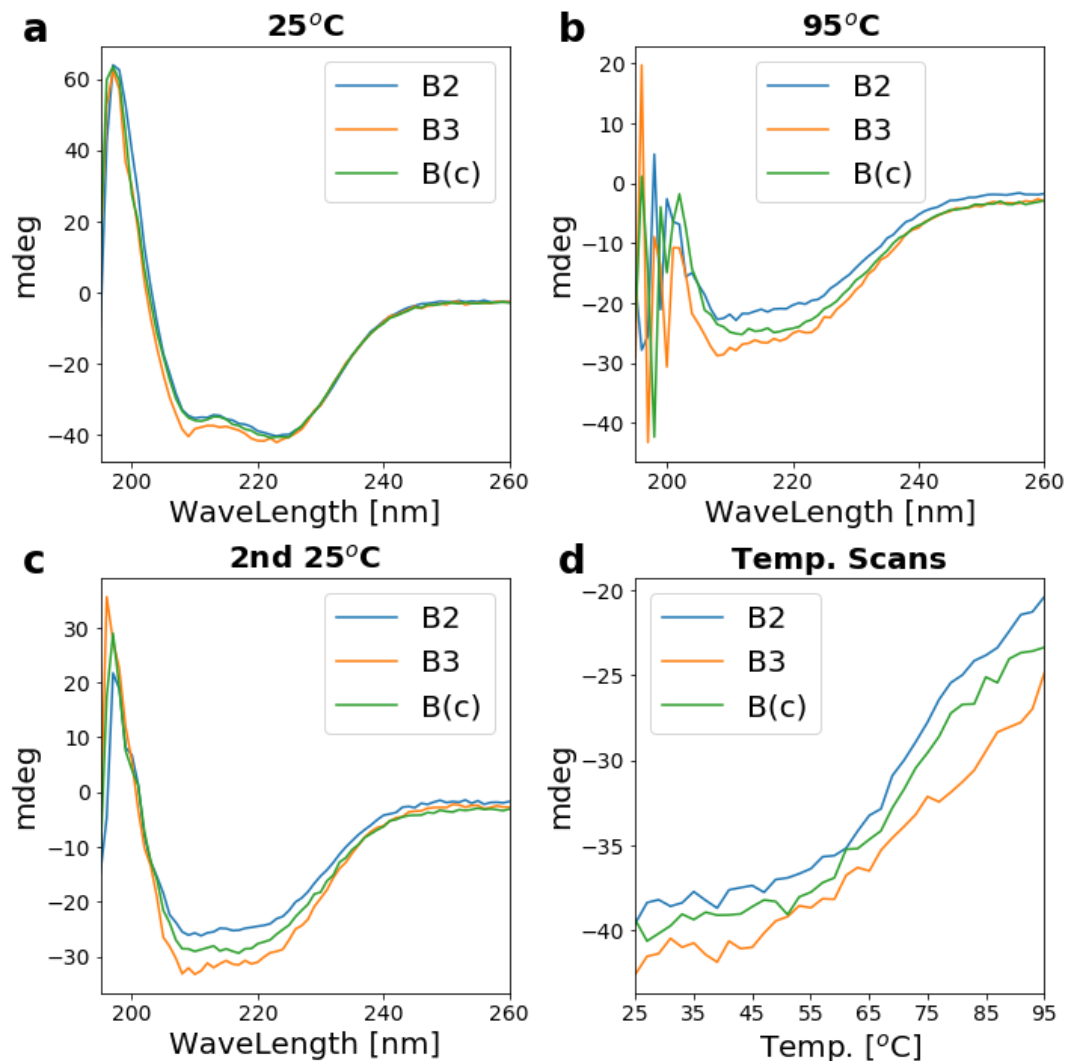 a 25°C
60
40
20
0
−20
−40
200 220 240 260
mdeg
WaveLength [nm]
B2
B3
B(c)
b 95°C
20
10
0
−10
−20
−30
−40
200 220 240 260
mdeg
WaveLength [nm]
B2
B3
B(c)
c 2nd 25°C
30
20
10
0
−10
−20
−30
200 220 240 260
mdeg
WaveLength [nm]
B2
B3
B(c)
d Temp. Scans
−20
−25
−30
−35
−40
25 35 45 55 65 75 85 95
mdeg
Temp. [°C]
B2
B3
B(c)